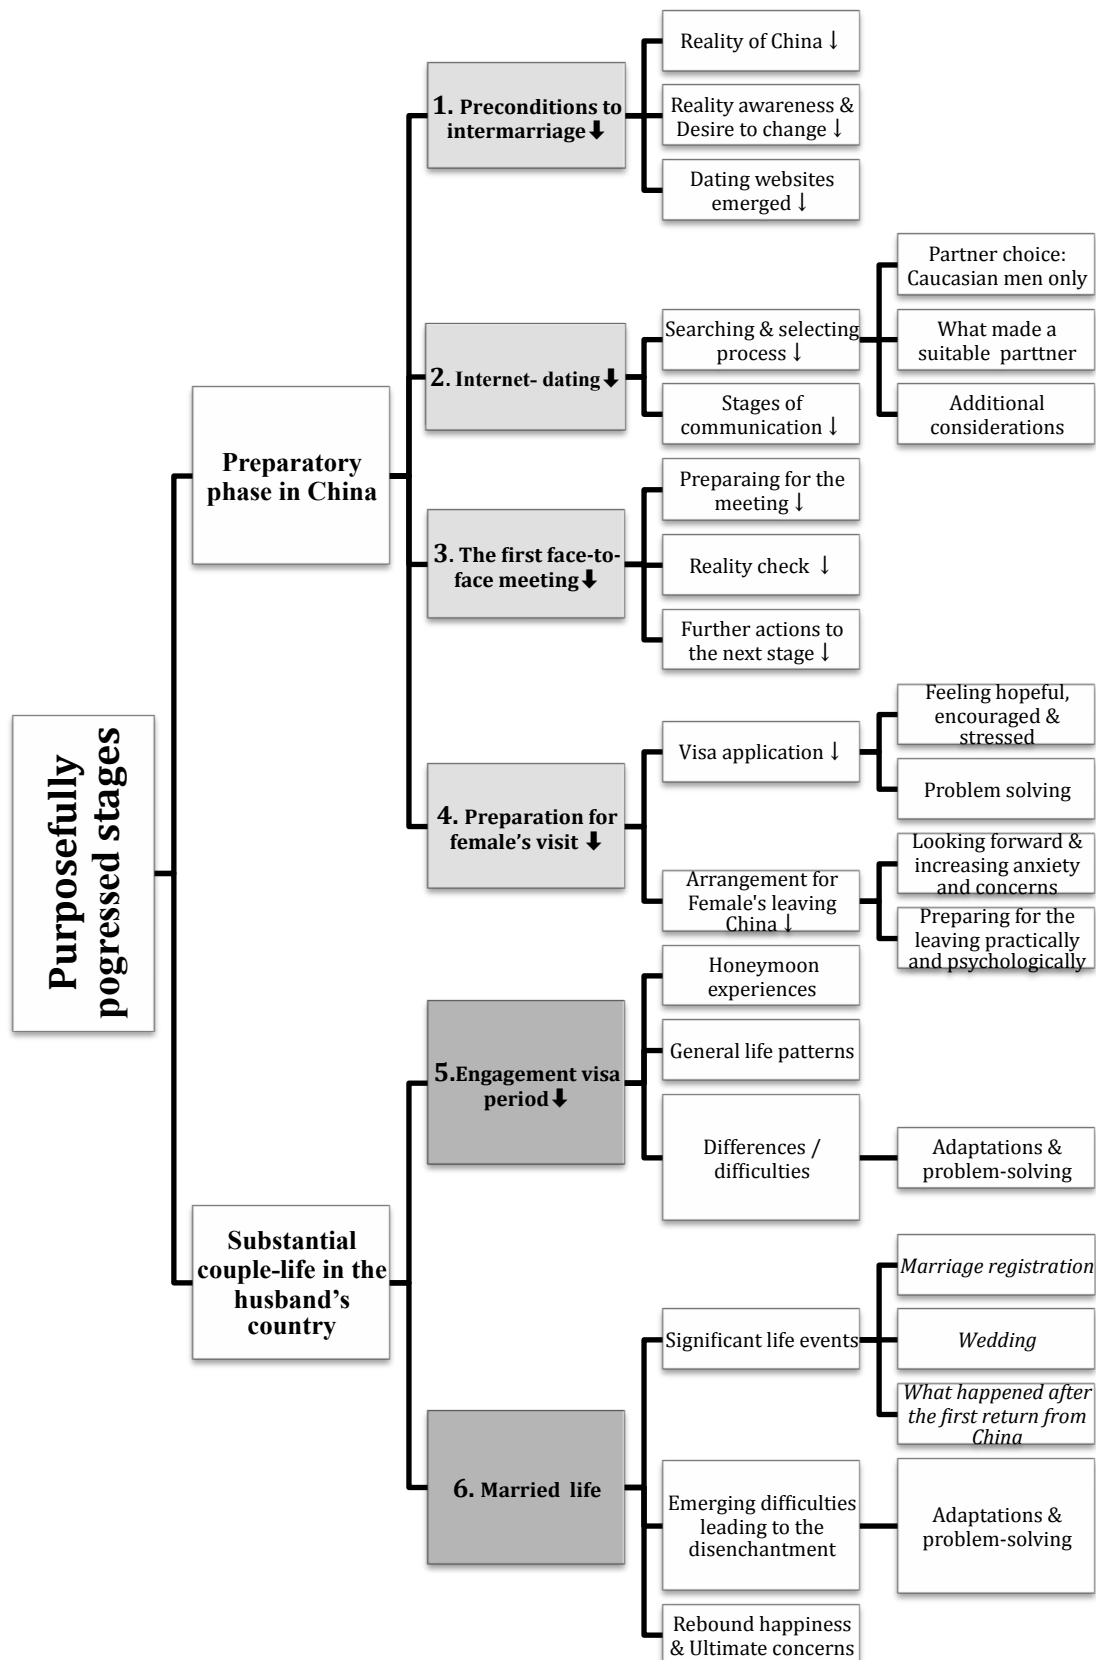 Purposefully
pogressed stages
Preparatory
phase in China
1. Preconditions to
intermarriage⬇
Reality of China ↓
Reality awareness &
Desire to change ↓
Dating websites
emerged ↓
2. Internet- dating⬇
Searching & selecting
process ↓
Partner choice:
Caucasian men only
What made a
suitable parttner
Additional
considerations
Stages of
communication ↓
3. The first face-to-
face meeting⬇
Preparaing for the
meeting ↓
Reality check ↓
Further actions to
the next stage ↓
4. Preparation for
female’s visit ⬇
Visa application ↓
Feeling hopeful,
encouraged &
stressed
Problem solving
Arrangement for
Female's leaving
China ↓
Looking forward &
increasing anxiety
and concerns
Preparing for the
leaving practically
and psychologically
Substantial
couple-life in the
husband’s
country
5.Engagement visa
period⬇
Honeymoon
experiences
General life patterns
Differences /
difficulties
Adaptations &
problem-solving
6. Married life
Significant life events
Marriage registration
Wedding
What happened after
the first return from
China
Emerging difficulties
leading to the
disenchantment
Adaptations &
problem-solving
Rebound happiness
& Ultimate concerns